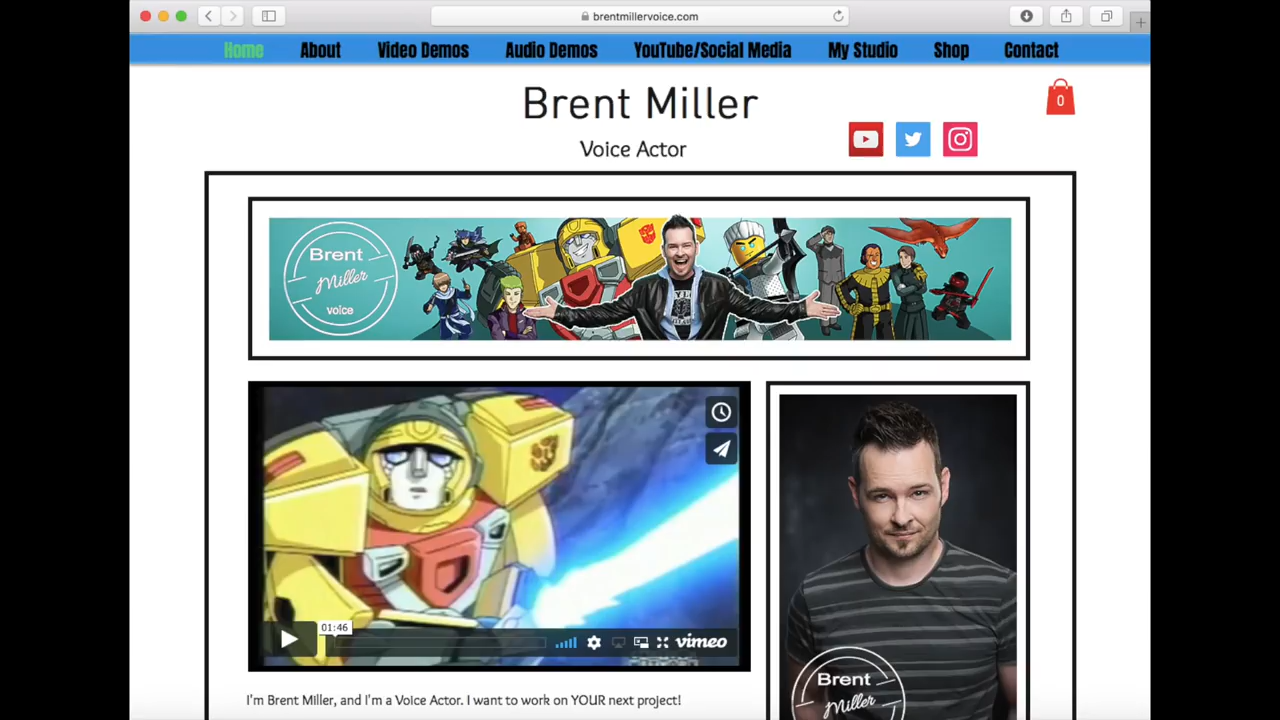 brentmillervoice.com
Home About Video Demos Audio Demos YouTube/Social Media My Studio Shop Contact
Brent Miller
0
Voice Actor
Brent
Miller
voice
01:46
vimeo
I'm Brent Miller, and I'm a Voice Actor. I want to work on YOUR next project!
Brent
Miller